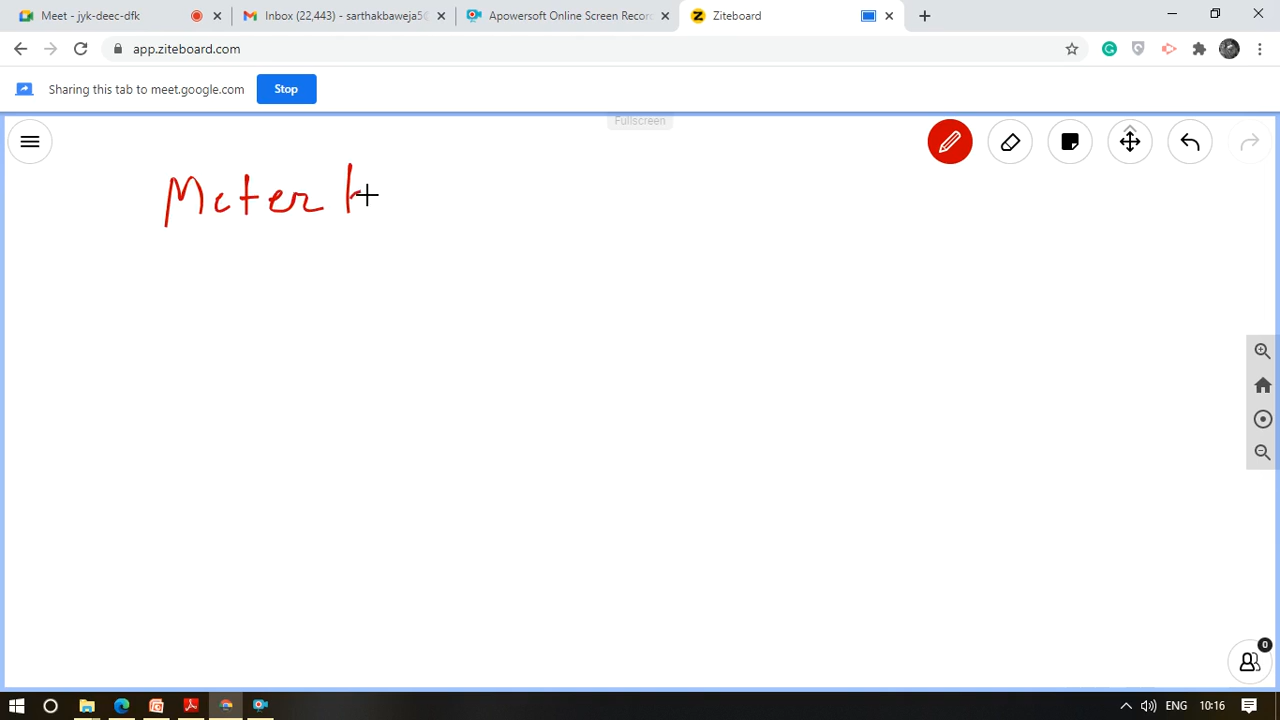 Meet - jyk-deec-dfk
Inbox (22,443) - sarthakbaweja5
Apowersoft Online Screen Recor
Ziteboard
app.ziteboard.com
Sharing this tab to meet.google.com
Stop
Fullscreen
Meter
0
ENG
10:16